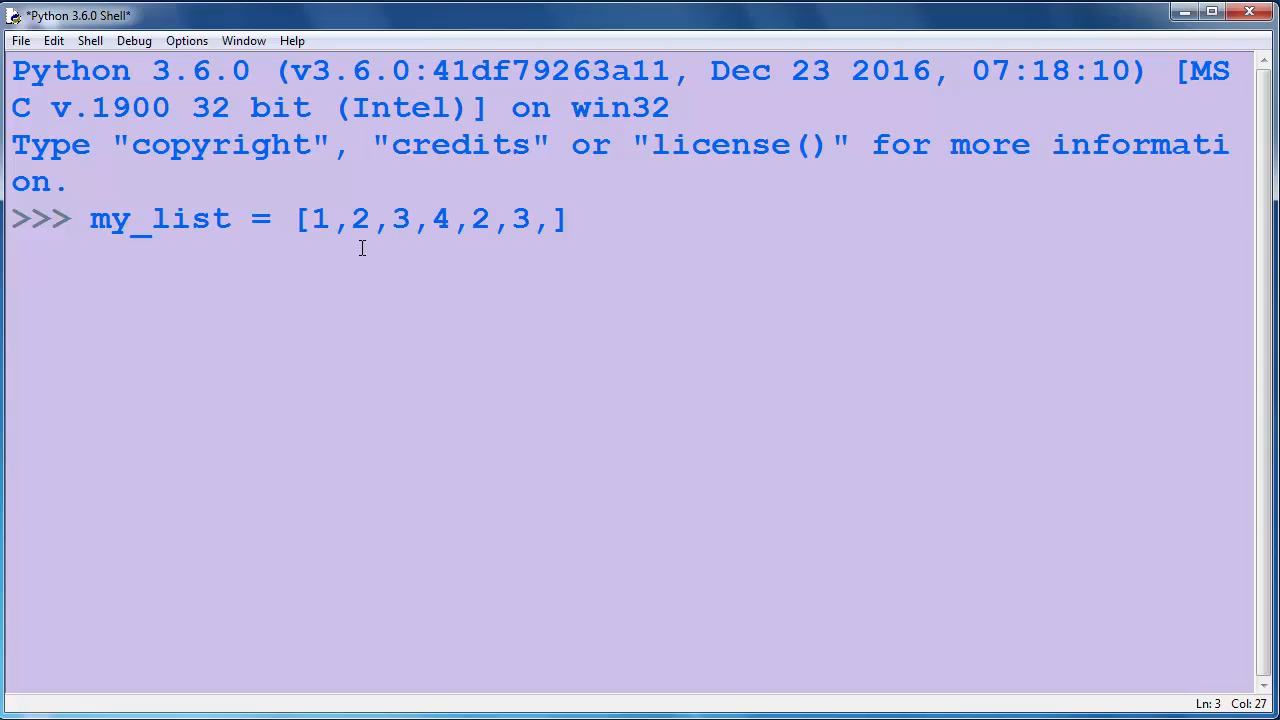 *Python 3.6.0 Shell*
File Edit Shell Debug Options Window Help
Python 3.6.0 (v3.6.0:41df79263a11, Dec 23 2016, 07:18:10) [MS
C v.1900 32 bit (Intel)] on win32
Type "copyright", "credits" or "license()" for more informati
on.
>>> my_list = [1,2,3,4,2,3,]
Ln: 3 Col: 27